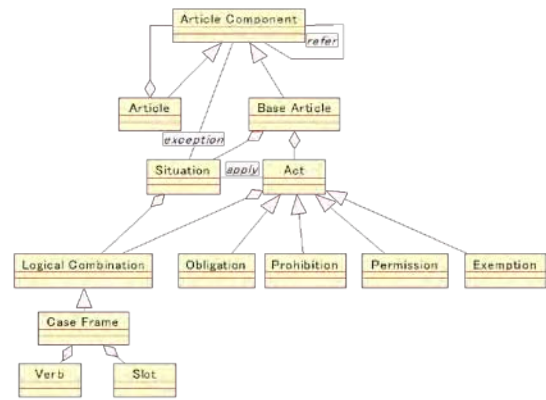 Article Component
refer
Article
Base Article
exception
Situation
apply
Act
Logical Combination
Obligation
Prohibition
Permission
Exemption
Case Frame
Verb
Slot